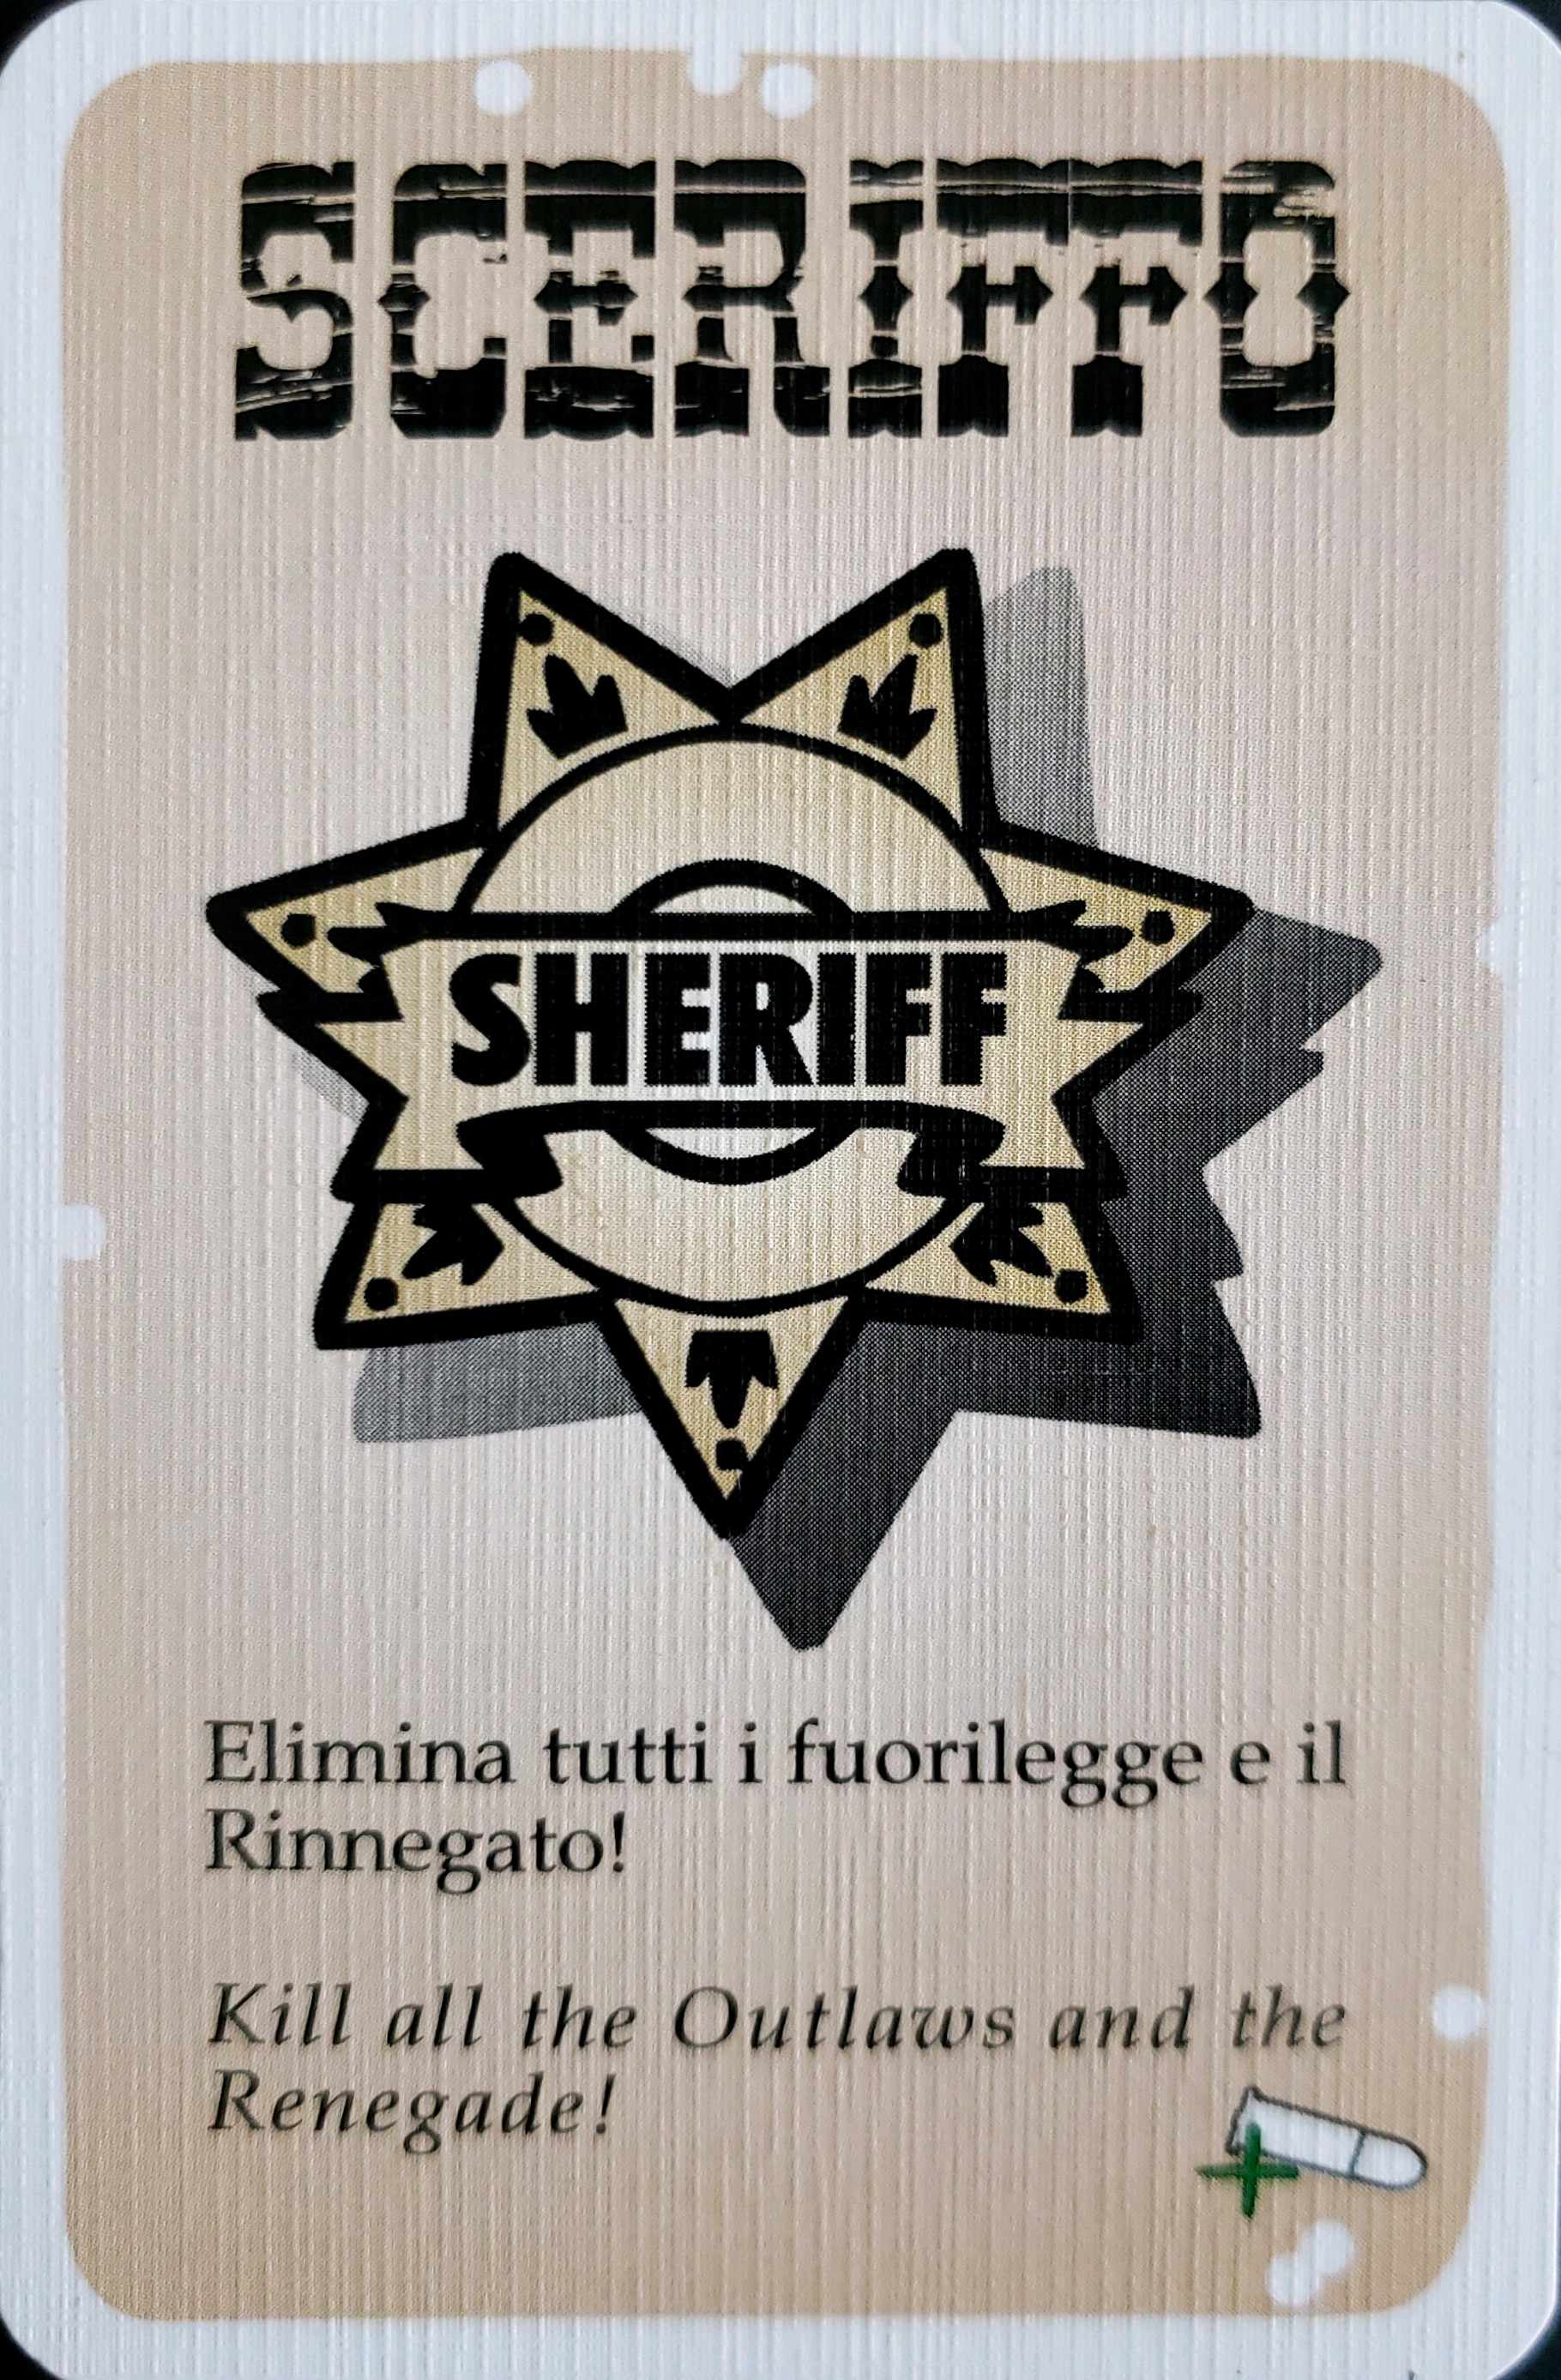 SCERIFFO
SHERIFF
Elimina tutti i fuorilegge e il
Rinnegato!
Kill all the Outlaws and the
Renegade!